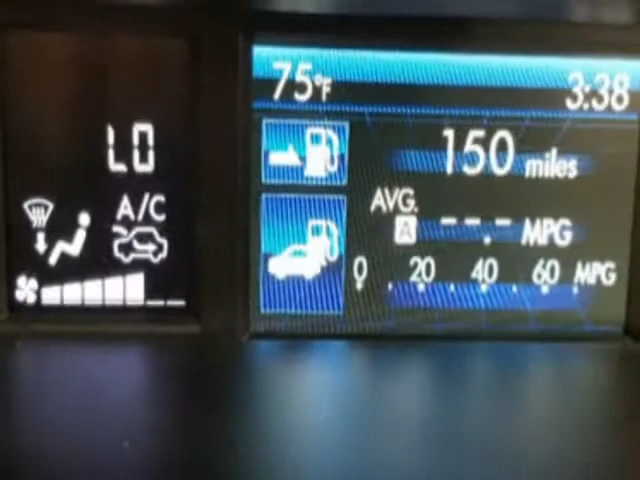 LO
A/C
75°F 3:38
150 miles
AVG.
A --.- MPG
0 20 40 60 MPG